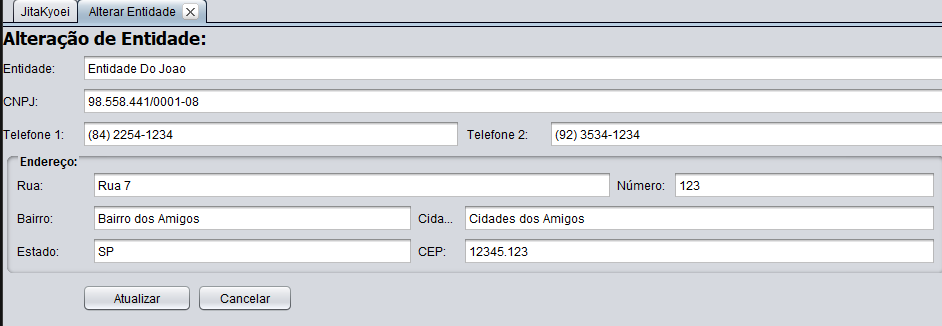 JitaKyoei Alterar Entidade
Alteração de Entidade:
Entidade: Entidade Do Joao
CNPJ: 98.558.441/0001-08
Telefone 1: (84) 2254-1234 Telefone 2: (92) 3534-1234
Endereço:
Rua: Rua 7 Número: 123
Bairro: Bairro dos Amigos Cida... Cidades dos Amigos
Estado: SP CEP: 12345.123
Atualizar Cancelar